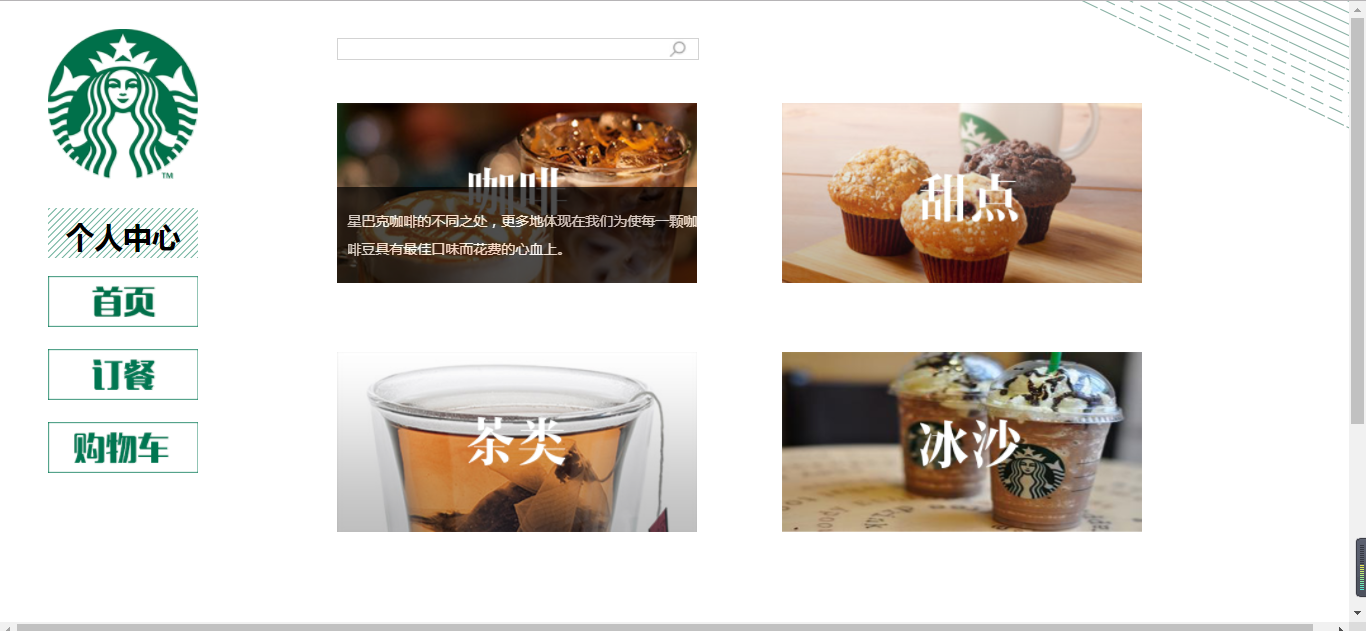 TM
个人中心
首页
订餐
购物车
咖啡
星巴克咖啡的不同之处，更多地体现在我们为使每一颗咖
啡豆具有最佳口味而花费的心血上。
甜点
茶类
冰沙